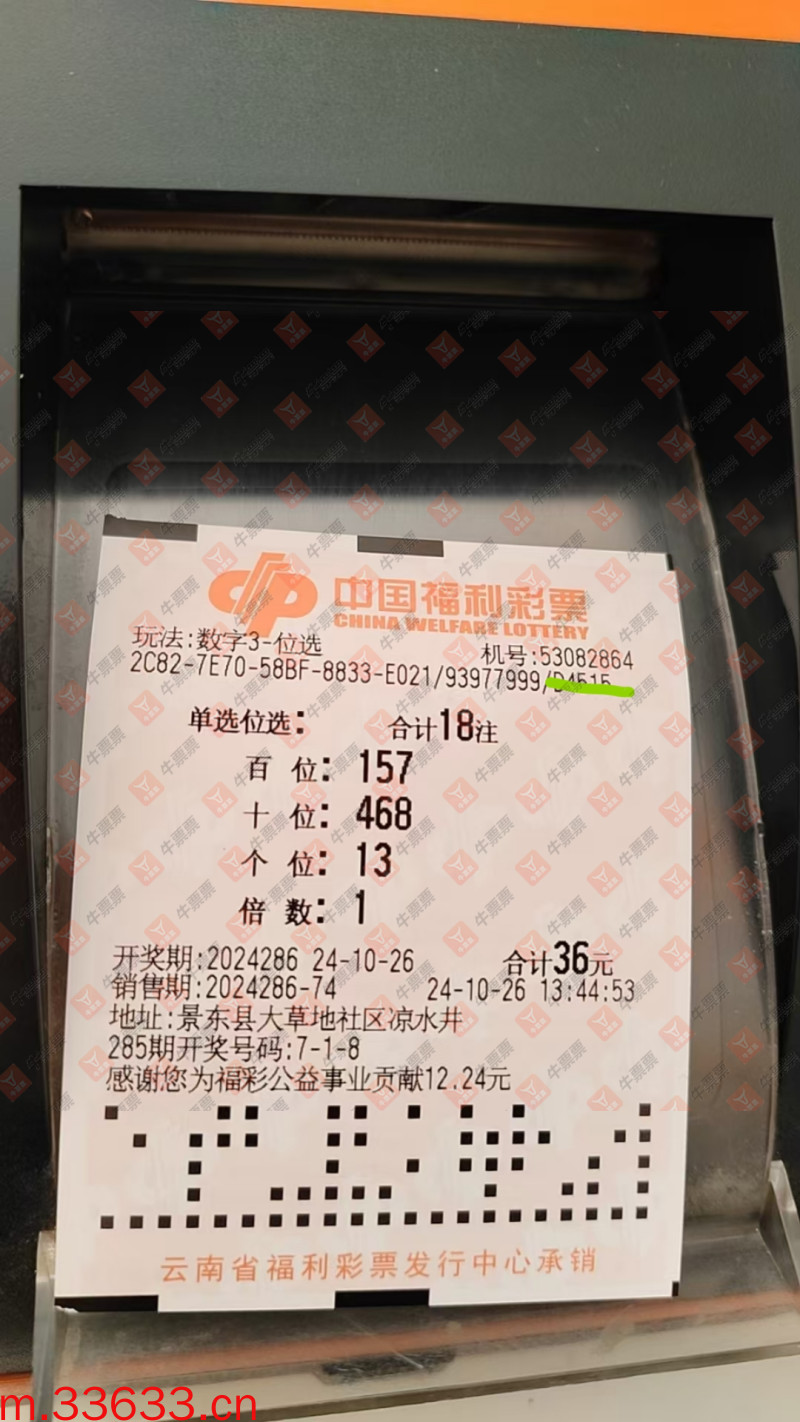 中国福利彩票
CHINA WELFARE LOTTERY
玩法:数字3-位选 机号:53082864
2C82-7E70-58BF-8833-E021/93977999/D4515
单选位选: 合计18注
百 位: 157
十 位: 468
个 位: 13
倍 数: 1
开奖期:2024286 24-10-26 合计36元
销售期:2024286-74 24-10-26 13:44:53
地址:景东县大草地社区凉水井
285期开奖号码:7-1-8
感谢您为福彩公益事业贡献12.24元
云南省福利彩票发行中心承销
牛票票
m.33633.cn